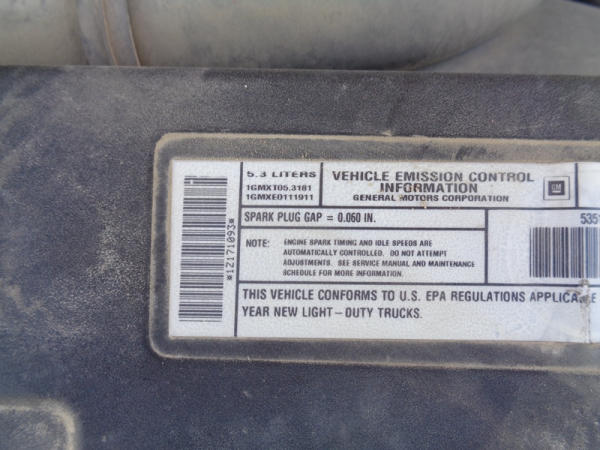 5.3 LITERS
1GMXT05.3181
1GMXE0111911
VEHICLE EMISSION CONTROL
INFORMATION
GENERAL MOTORS CORPORATION
GM
SPARK PLUG GAP = 0.060 IN.
NOTE: ENGINE SPARK TIMING AND IDLE SPEEDS ARE
AUTOMATICALLY CONTROLLED. DO NOT ATTEMPT
ADJUSTMENTS. SEE SERVICE MANUAL AND MAINTENANCE
SCHEDULE FOR MORE INFORMATION.
535
*12171093*
THIS VEHICLE CONFORMS TO U.S. EPA REGULATIONS APPLICABLE
YEAR NEW LIGHT-DUTY TRUCKS.